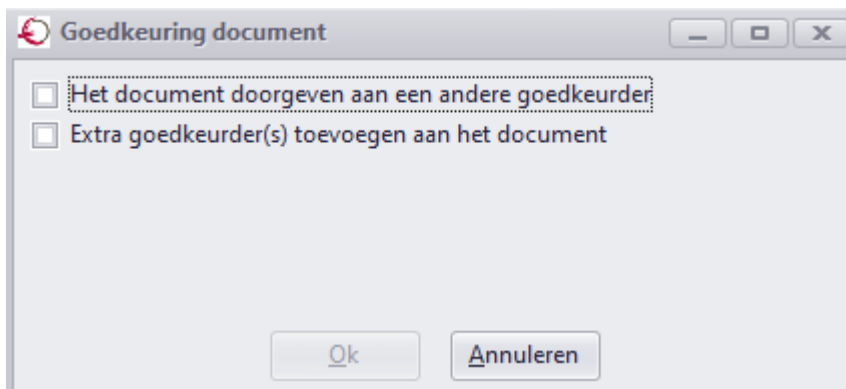 Goedkeuring document
Het document doorgeven aan een andere goedkeurder
Extra goedkeurder(s) toevoegen aan het document
Ok
Annuleren